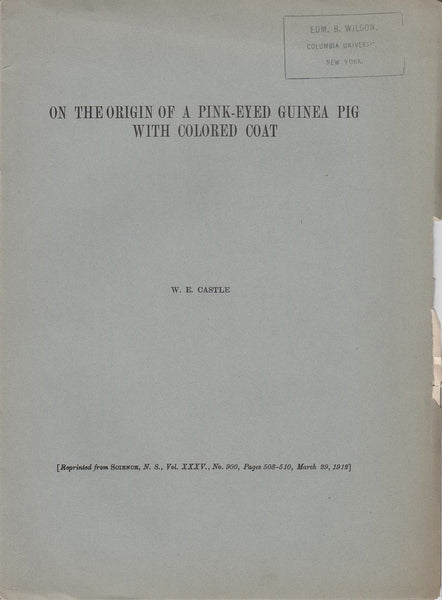 EDM. B. WILSON,
COLUMBIA UNIVERSITY
NEW YORK.
ON THE ORIGIN OF A PINK-EYED GUINEA PIG
WITH COLORED COAT
W. E. CASTLE
[Reprinted from SCIENCE, N. S., Vol. XXXV., No. 900, Pages 508-510, March 29, 1912]